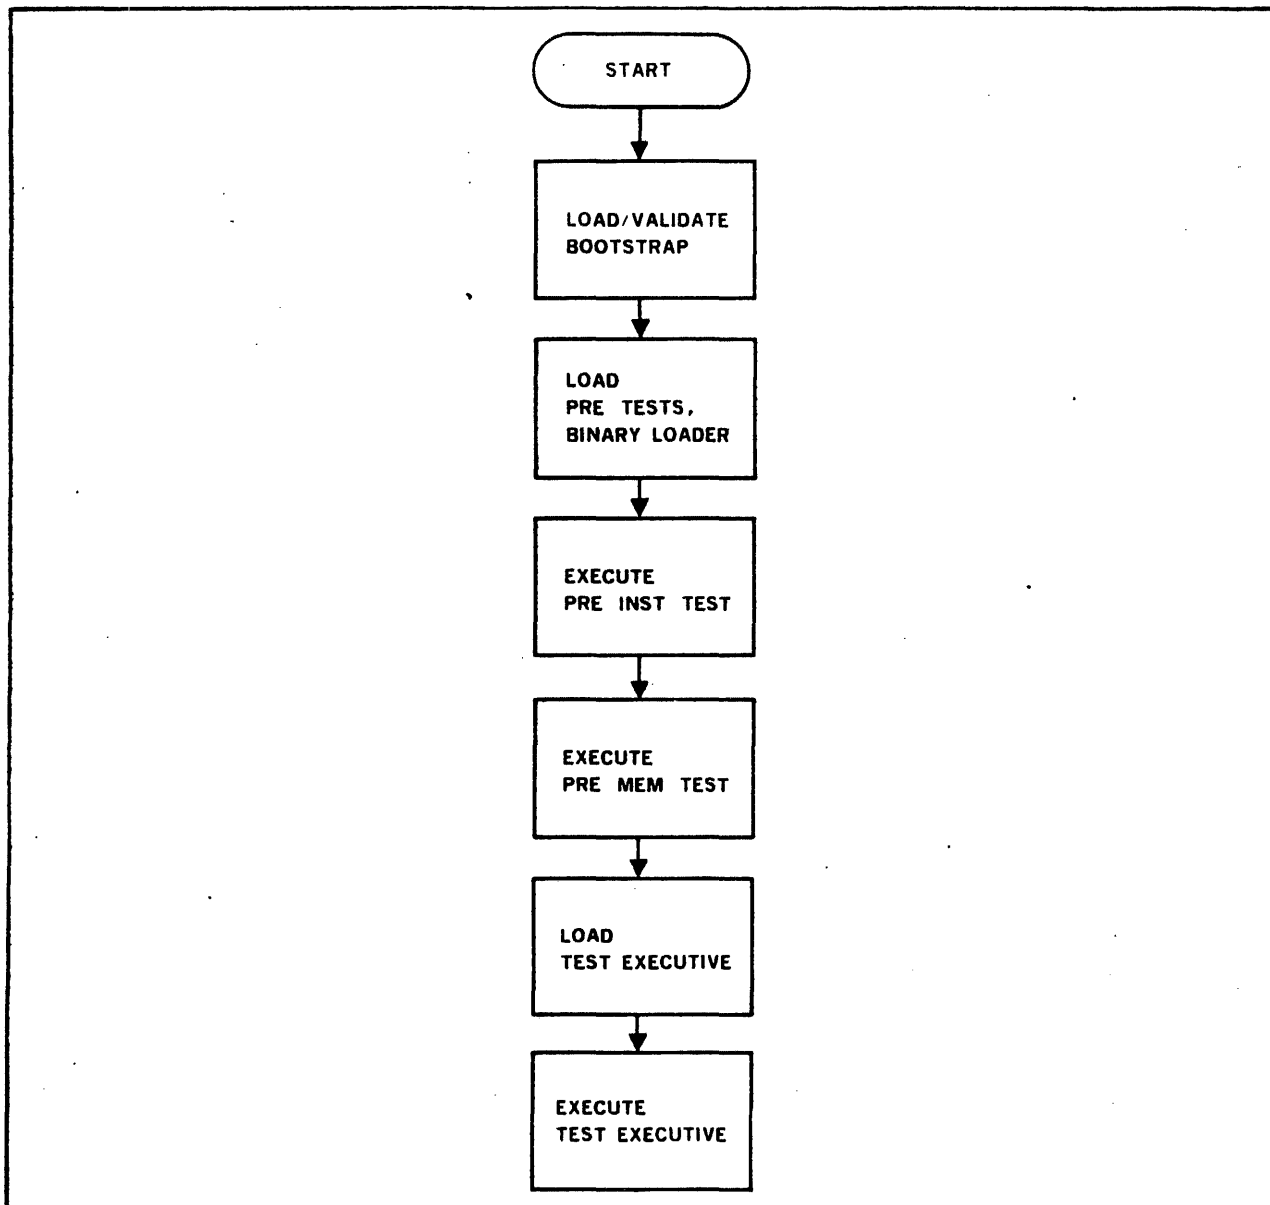 START
LOAD/VALIDATE
BOOTSTRAP
LOAD
PRE TESTS,
BINARY LOADER
EXECUTE
PRE INST TEST
EXECUTE
PRE MEM TEST
LOAD
TEST EXECUTIVE
EXECUTE
TEST EXECUTIVE